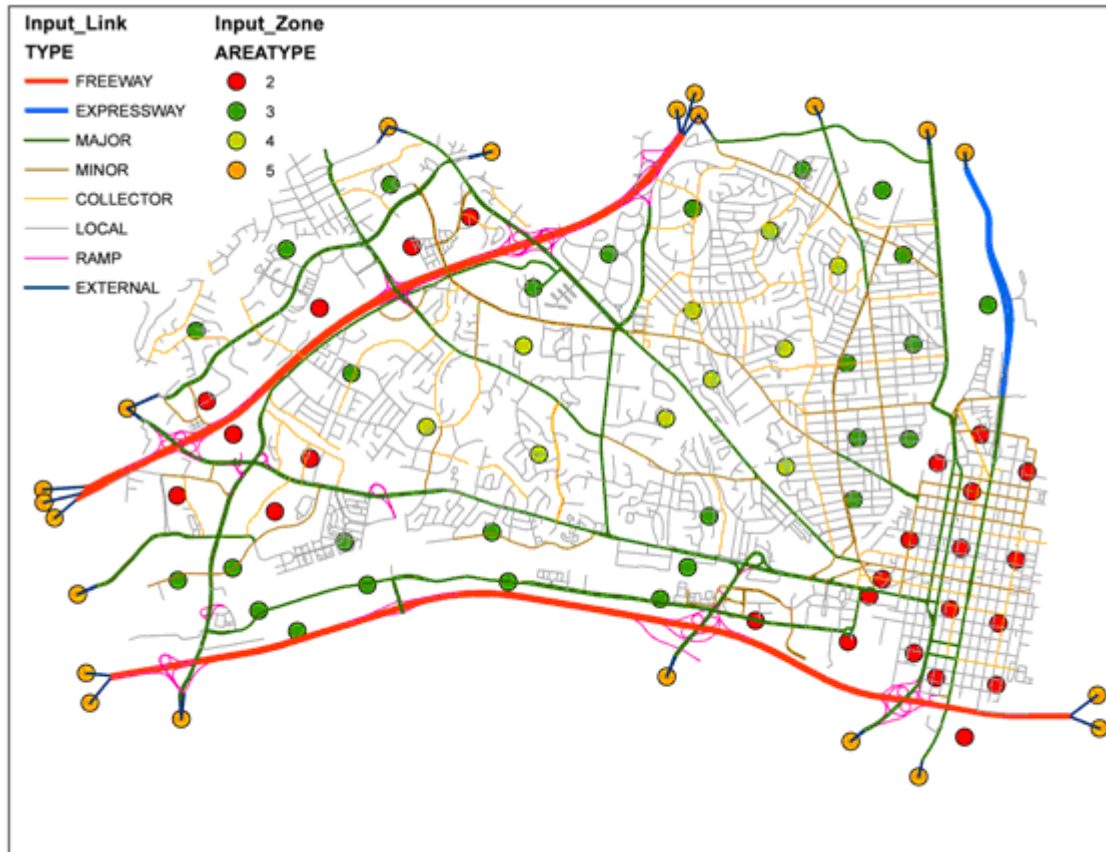 Input_Link
TYPE
FREEWAY
EXPRESSWAY
MAJOR
MINOR
COLLECTOR
LOCAL
RAMP
EXTERNAL
Input_Zone
AREATYPE
2
3
4
5